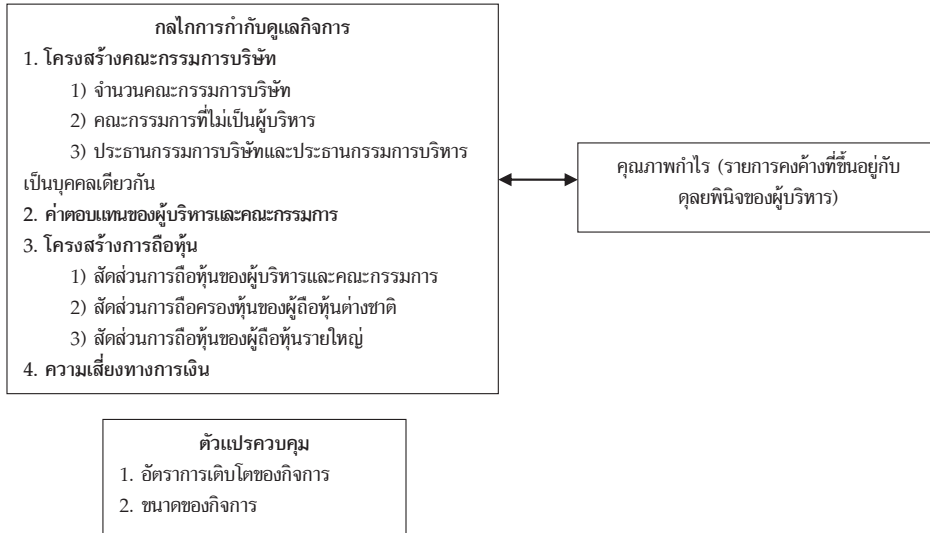 กลไกการกำกับดูแลกิจการ
1. โครงสร้างคณะกรรมการบริษัท
1) จำนวนคณะกรรมการบริษัท
2) คณะกรรมการที่ไม่เป็นผู้บริหาร
3) ประธานกรรมการบริษัทและประธานกรรมการบริหาร
เป็นบุคคลเดียวกัน
2. ค่าตอบแทนของผู้บริหารและคณะกรรมการ
3. โครงสร้างการถือหุ้น
1) สัดส่วนการถือหุ้นของผู้บริหารและคณะกรรมการ
2) สัดส่วนการถือครองหุ้นของผู้ถือหุ้นต่างชาติ
3) สัดส่วนการถือหุ้นของผู้ถือหุ้นรายใหญ่
4. ความเสี่ยงทางการเงิน
คุณภาพกำไร (รายการคงค้างที่ขึ้นอยู่กับ
ดุลยพินิจของผู้บริหาร)
ตัวแปรควบคุม
1. อัตราการเติบโตของกิจการ
2. ขนาดของกิจการ